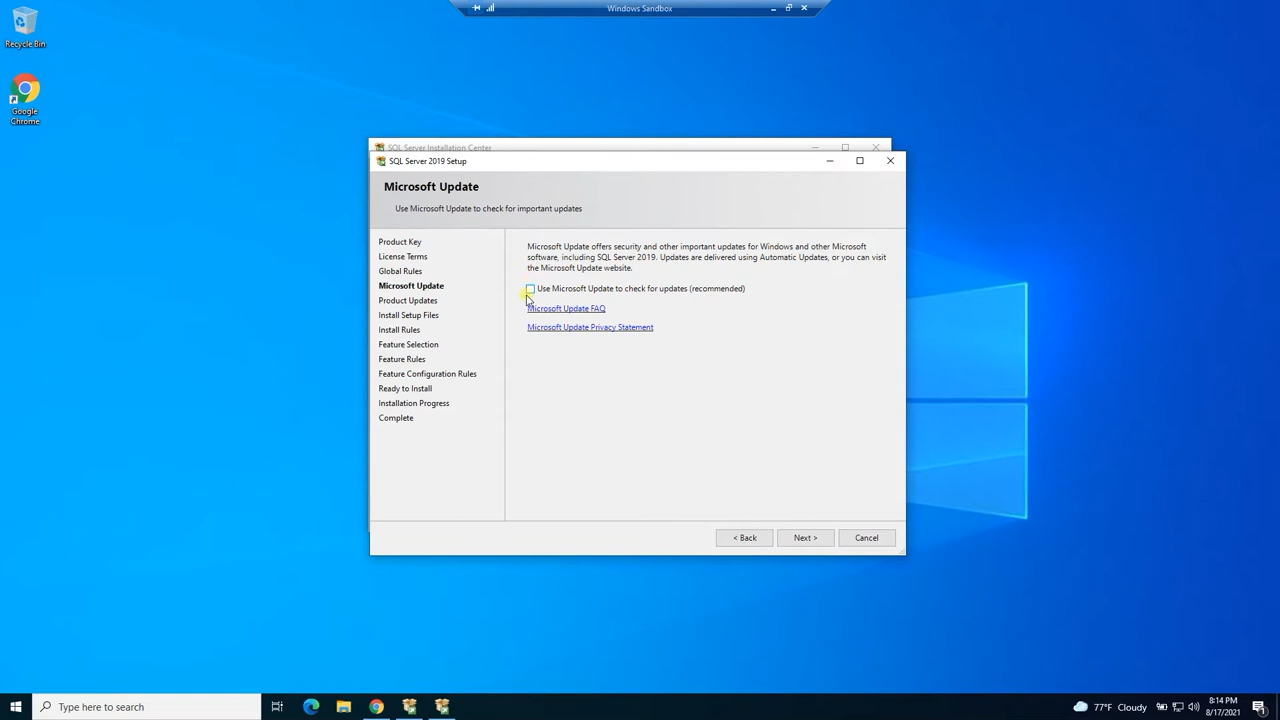 Windows Sandbox
Recycle Bin
Google
Chrome
SQL Server Installation Center
SQL Server 2019 Setup
Microsoft Update
Use Microsoft Update to check for important updates
Product Key
License Terms
Global Rules
Microsoft Update
Product Updates
Install Setup Files
Install Rules
Feature Selection
Feature Rules
Feature Configuration Rules
Ready to Install
Installation Progress
Complete
Microsoft Update offers security and other important updates for Windows and other Microsoft
software, including SQL Server 2019. Updates are delivered using Automatic Updates, or you can visit
the Microsoft Update website.
Use Microsoft Update to check for updates (recommended)
Microsoft Update FAQ
Microsoft Update Privacy Statement
< Back
Next >
Cancel
Type here to search
77°F Cloudy
8:14 PM
8/17/2021
1